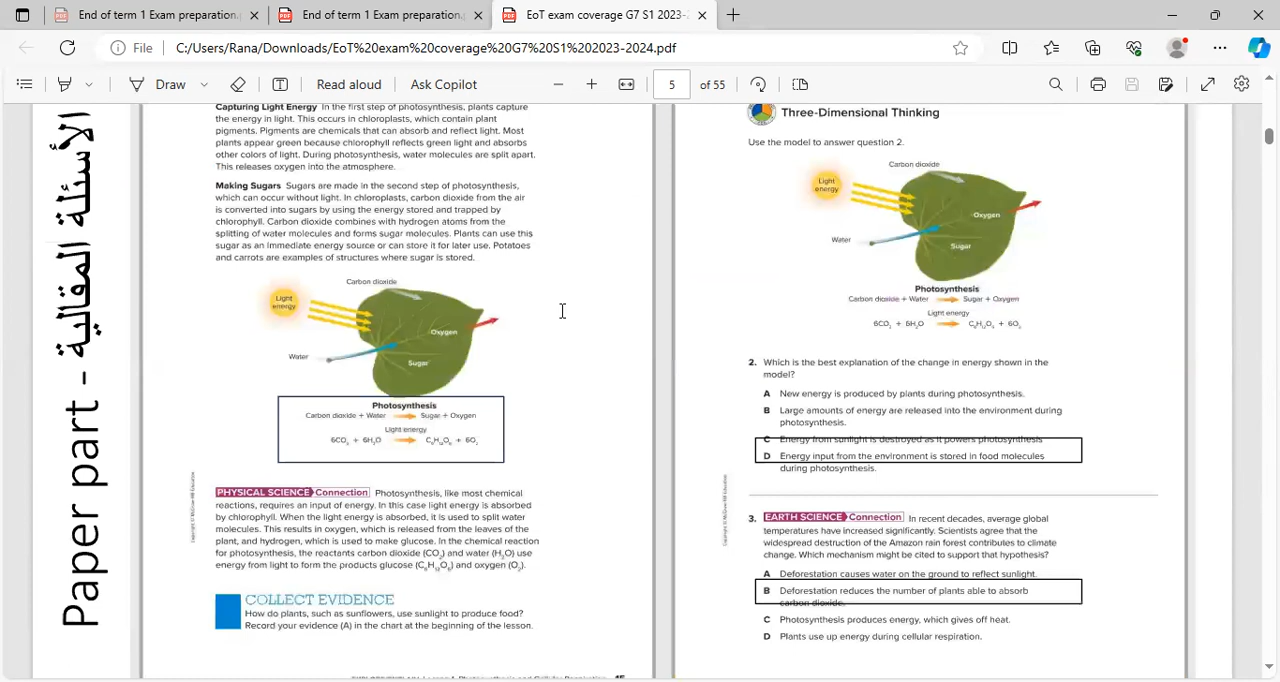 End of term 1 Exam preparation.
End of term 1 Exam preparation.
EoT exam coverage G7 S1 2023-
File
C:/Users/Rana/Downloads/EoT%20exam%20coverage%20G7%20S1%202023-2024.pdf
Draw
Read aloud
Ask Copilot
5
of 55
Paper part - الأسئلة المقالية
Capturing Light Energy In the first step of photosynthesis, plants capture
the energy in light. This occurs in chloroplasts, which contain plant
pigments. Pigments are chemicals that can absorb and reflect light. Most
plants appear green because chlorophyll reflects green light and absorbs
other colors of light. During photosynthesis, water molecules are split apart.
This releases oxygen into the atmosphere.
Making Sugars Sugars are made in the second step of photosynthesis,
which can occur without light. In chloroplasts, carbon dioxide from the air
is converted into sugars by using the energy stored and trapped by
chlorophyll. Carbon dioxide combines with hydrogen atoms from the
splitting of water molecules and forms sugar molecules. Plants can use this
sugar as an immediate energy source or can store it for later use. Potatoes
and carrots are examples of structures where sugar is stored.
Carbon dioxide
Light
energy
Oxygen
Water
Sugar
Photosynthesis
Carbon dioxide + Water Sugar + Oxygen
Light energy
6CO₂ + 6H₂O C₆H₁₂O₆ + 6O₂
PHYSICAL SCIENCE Connection Photosynthesis, like most chemical
reactions, requires an input of energy. In this case light energy is absorbed
by chlorophyll. When the light energy is absorbed, it is used to split water
molecules. This results in oxygen, which is released from the leaves of the
plant, and hydrogen, which is used to make glucose. In the chemical reaction
for photosynthesis, the reactants carbon dioxide (CO₂) and water (H₂O) use
energy from light to form the products glucose (C₆H₁₂O₆) and oxygen (O₂).
COLLECT EVIDENCE
How do plants, such as sunflowers, use sunlight to produce food?
Record your evidence (A) in the chart at the beginning of the lesson.
Copyright © McGraw-Hill Education
Three-Dimensional Thinking
Use the model to answer question 2.
Carbon dioxide
Light
energy
Oxygen
Water
Sugar
Photosynthesis
Carbon dioxide + Water Sugar + Oxygen
Light energy
6CO₂ + 6H₂O C₆H₁₂O₆ + 6O₂
2. Which is the best explanation of the change in energy shown in the
model?
A New energy is produced by plants during photosynthesis.
B Large amounts of energy are released into the environment during
photosynthesis.
C Energy from sunlight is destroyed as it powers photosynthesis
D Energy input from the environment is stored in food molecules
during photosynthesis.
3. EARTH SCIENCE Connection In recent decades, average global
temperatures have increased significantly. Scientists agree that the
widespread destruction of the Amazon rain forest contributes to climate
change. Which mechanism might be cited to support that hypothesis?
A Deforestation causes water on the ground to reflect sunlight.
B Deforestation reduces the number of plants able to absorb
carbon dioxide.
C Photosynthesis produces energy, which gives off heat.
D Plants use up energy during cellular respiration.
Copyright © McGraw-Hill Education